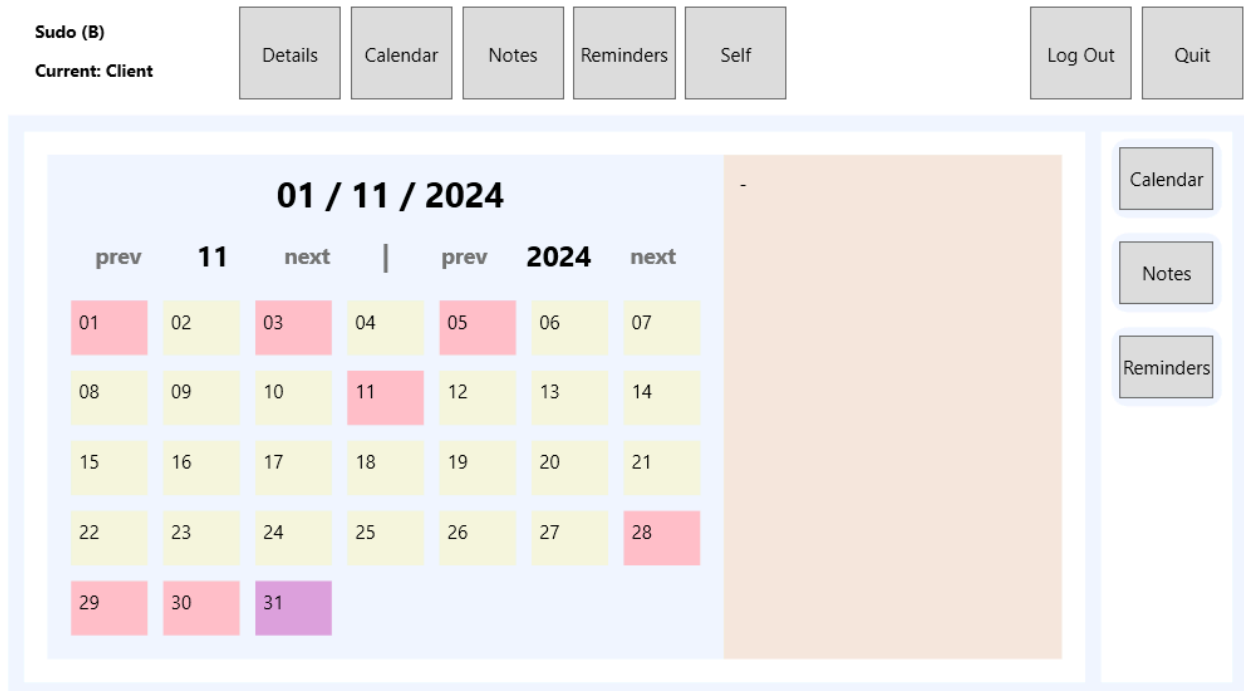 Sudo (B)
Current: Client
Details
Calendar
Notes
Reminders
Self
Log Out
Quit
01 / 11 / 2024
prev 11 next | prev 2024 next
01 02 03 04 05 06 07
08 09 10 11 12 13 14
15 16 17 18 19 20 21
22 23 24 25 26 27 28
29 30 31
-
Calendar
Notes
Reminders